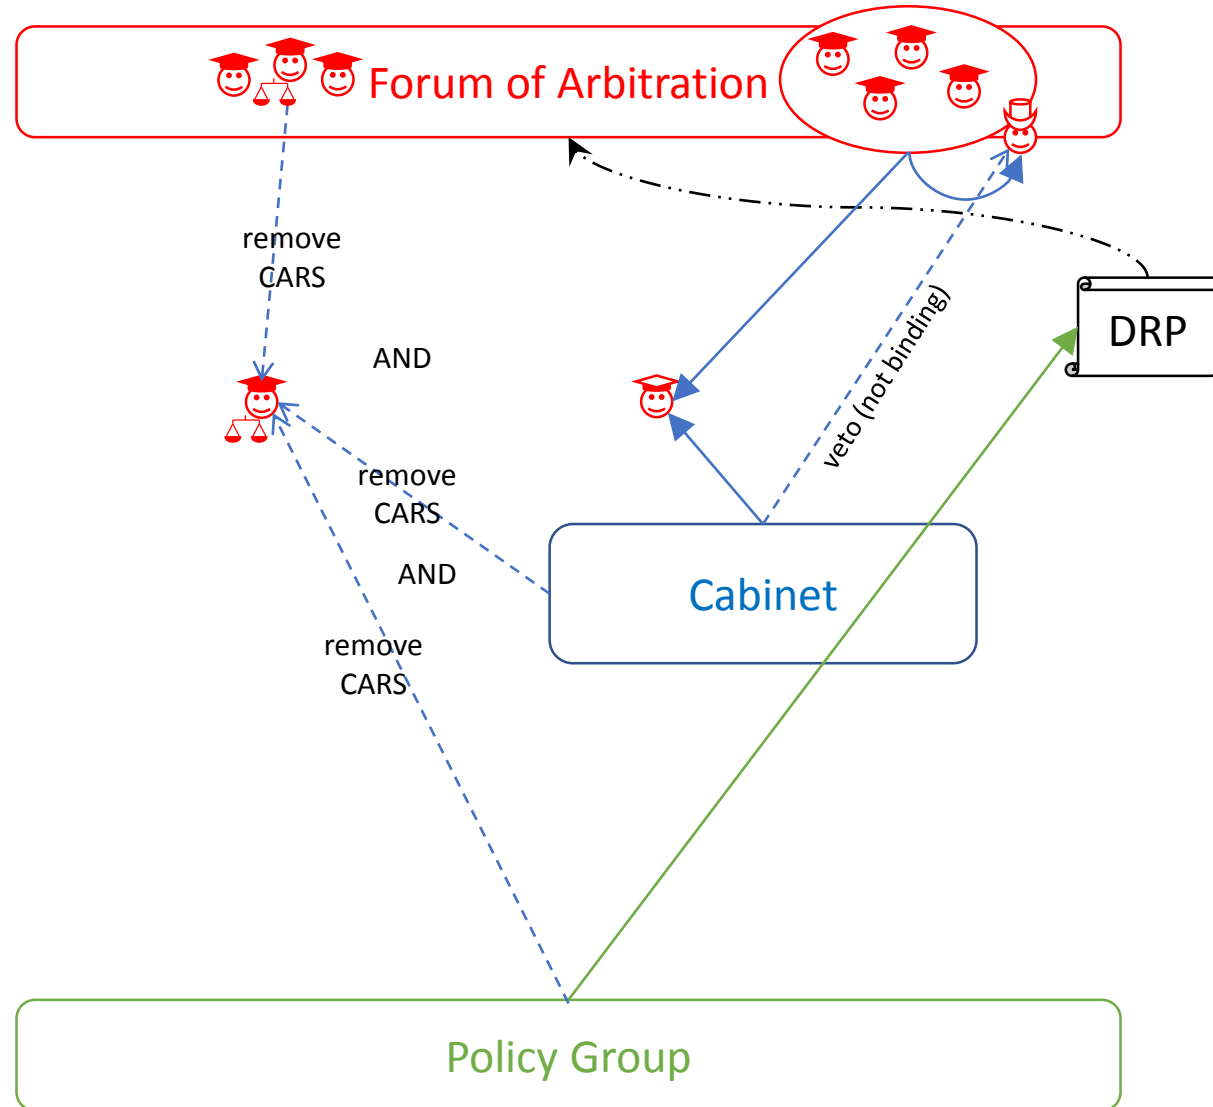 Forum of Arbitration
remove
CARS
AND
veto (not binding)
DRP
remove
CARS
AND
Cabinet
remove
CARS
Policy Group